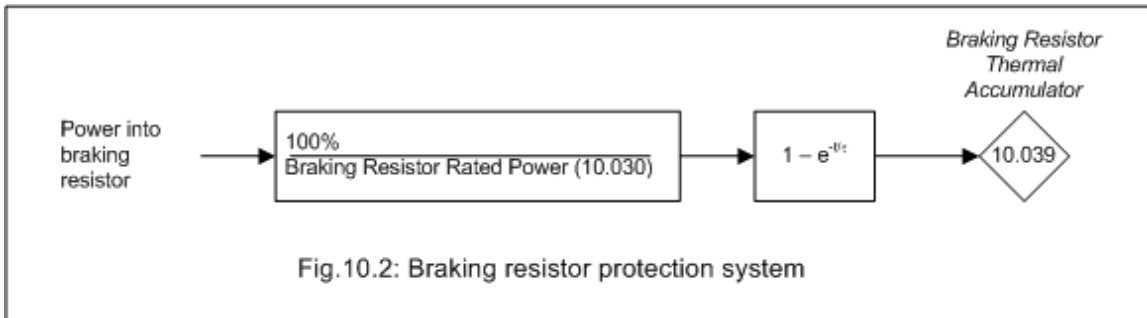 Braking Resistor
Thermal
Accumulator
Power into
braking
resistor
100%
Braking Resistor Rated Power (10.030)
1 – e^-t/τ
10.039
Fig.10.2: Braking resistor protection system